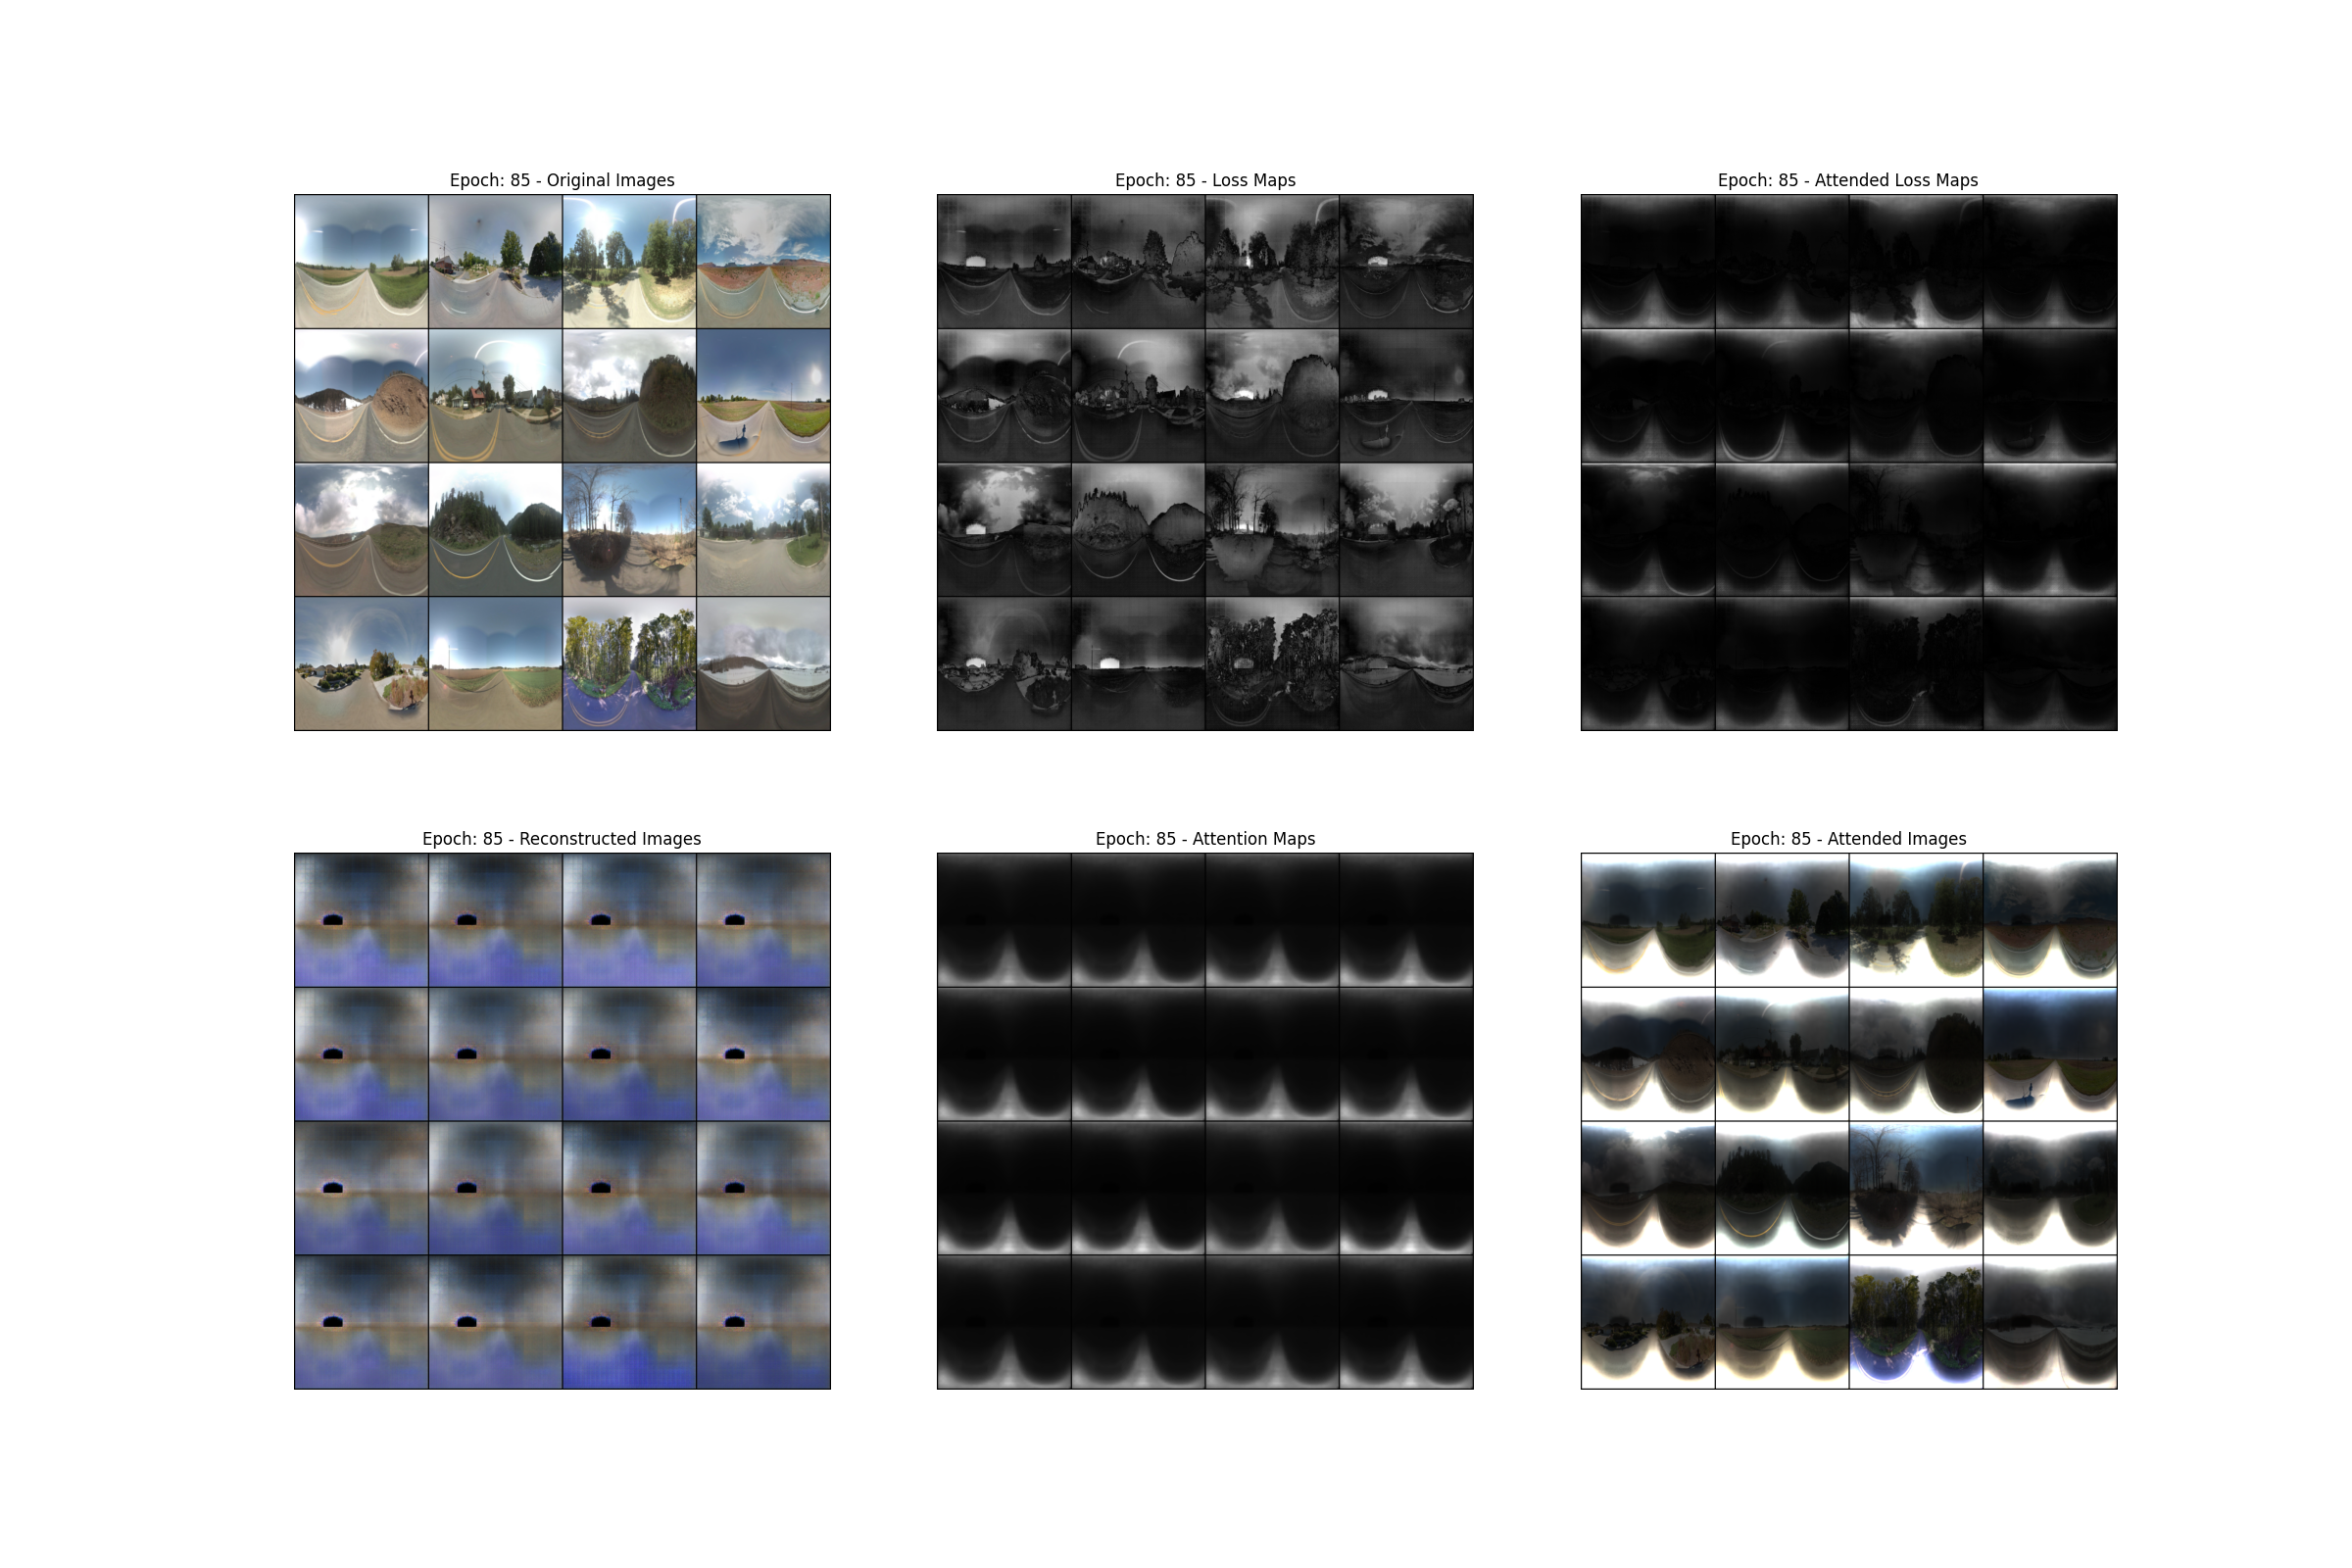 Epoch: 85 - Original Images
Epoch: 85 - Loss Maps
Epoch: 85 - Attended Loss Maps
Epoch: 85 - Reconstructed Images
Epoch: 85 - Attention Maps
Epoch: 85 - Attended Images